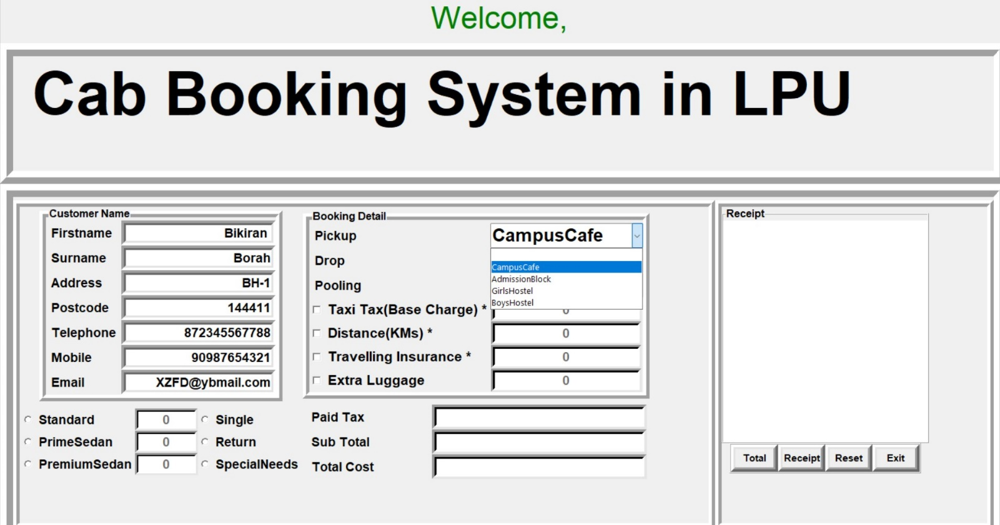 Welcome,
Cab Booking System in LPU
Customer Name
Firstname Bikiran
Surname Borah
Address BH-1
Postcode 144411
Telephone 872345567788
Mobile 90987654321
Email XZFD@ybmail.com
Standard 0 Single
PrimeSedan 0 Return
PremiumSedan 0 SpecialNeeds
Booking Detail
Pickup CampusCafe
CampusCafe
AdmissionBlock
GirlsHostel
BoysHostel
Drop
Pooling
Taxi Tax(Base Charge) * 0
Distance(KMs) * 0
Travelling Insurance * 0
Extra Luggage 0
Paid Tax
Sub Total
Total Cost
Receipt
Total Receipt Reset Exit